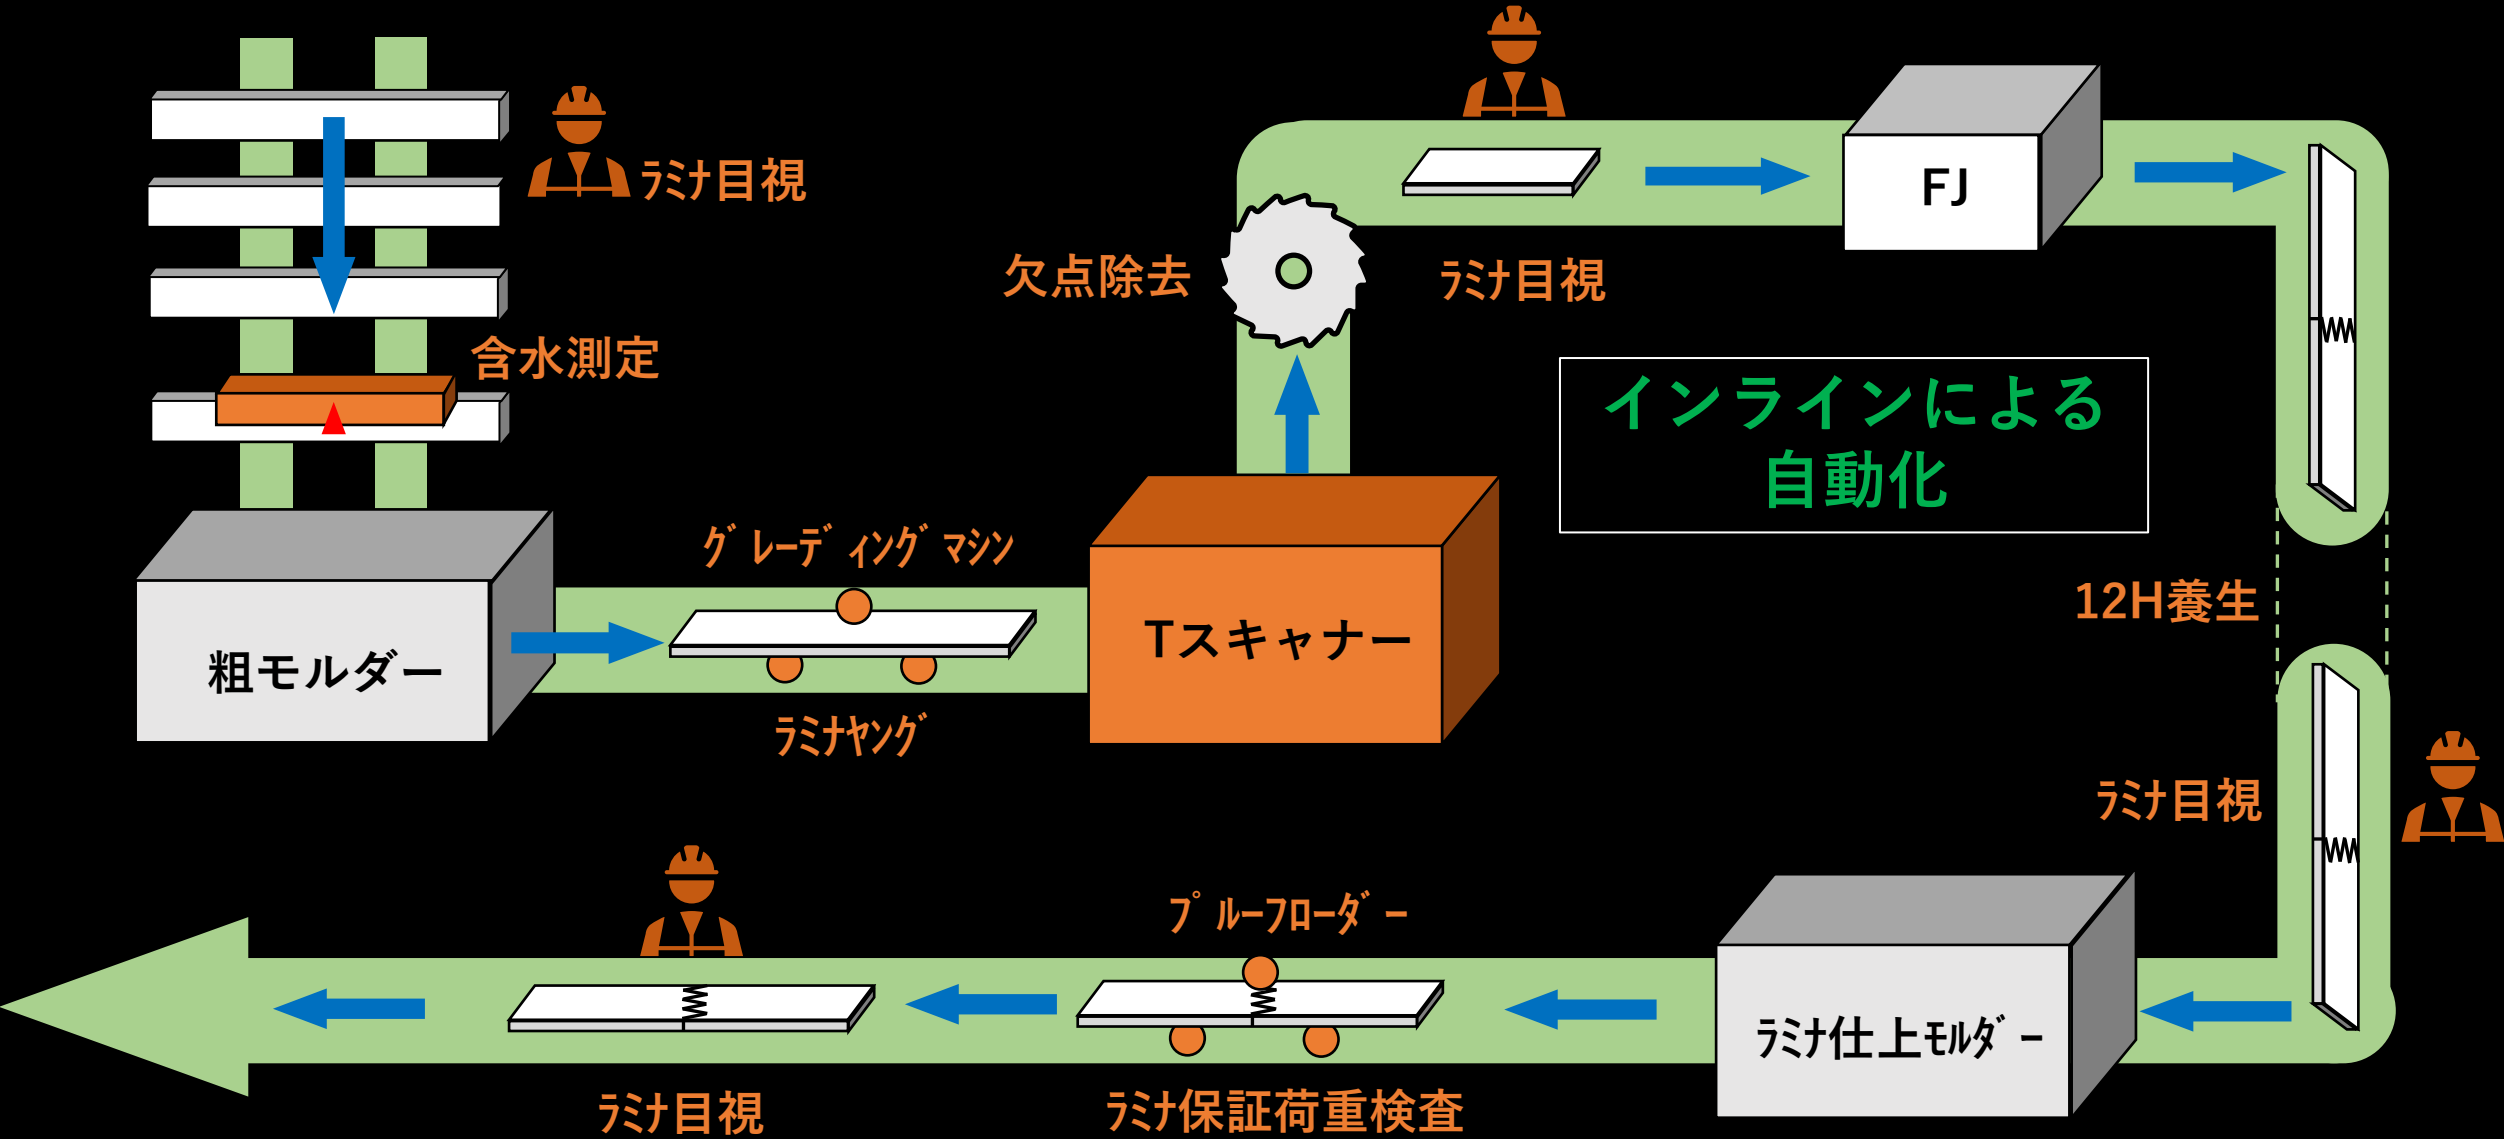 ﾗﾐﾅ目視
含水測定
粗モルダー
ｸﾞﾚｰﾃﾞｨﾝｸﾞﾏｼﾝ
ﾗﾐﾅﾔﾝｸﾞ
Tスキャナー
欠点除去
ﾗﾐﾅ目視
FJ
インラインによる
自動化
12H養生
ﾗﾐﾅ目視
ﾗﾐﾅ仕上ﾓﾙﾀﾞｰ
ﾌﾟﾙｰﾌﾛｰﾀﾞｰ
ﾗﾐﾅ保証荷重検査
ﾗﾐﾅ目視